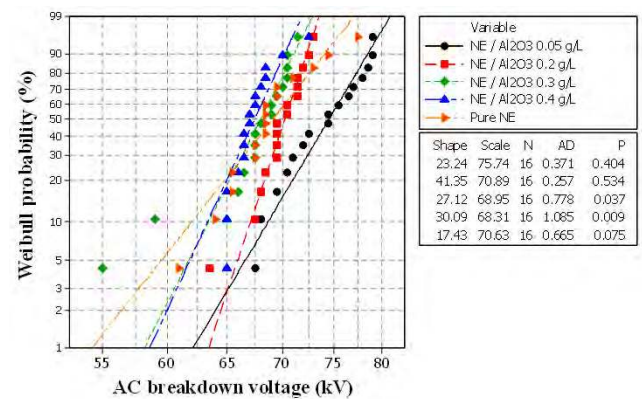 Weibull probability (%)
99
90
80
70
60
50
40
30
20
10
5
3
2
1
55
60
65
70
75
80
AC breakdown voltage (kV)
Variable
NE / Al2O3 0.05 g/L
NE / Al2O3 0.2 g/L
NE / Al2O3 0.3 g/L
NE / Al2O3 0.4 g/L
Pure NE
Shape Scale N AD P
23.24 75.74 16 0.371 0.404
41.35 70.89 16 0.257 0.534
27.12 68.95 16 0.778 0.037
30.09 68.31 16 1.085 0.009
17.43 70.63 16 0.665 0.075